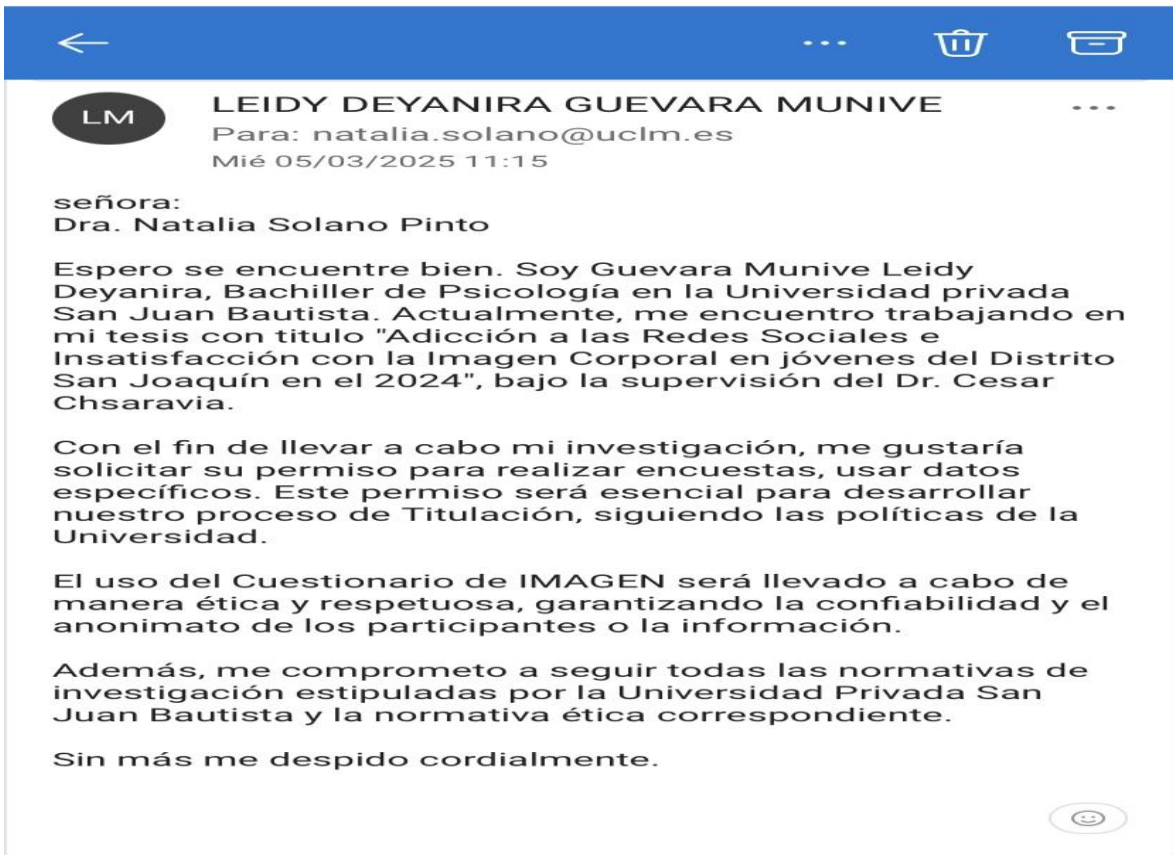 LM
LEIDY DEYANIRA GUEVARA MUNIVE
Para: natalia.solano@uclm.es
Mié 05/03/2025 11:15
señora:
Dra. Natalia Solano Pinto
Espero se encuentre bien. Soy Guevara Munive Leidy
Deyanira, Bachiller de Psicología en la Universidad privada
San Juan Bautista. Actualmente, me encuentro trabajando en
mi tesis con titulo "Adicción a las Redes Sociales e
Insatisfacción con la Imagen Corporal en jóvenes del Distrito
San Joaquín en el 2024", bajo la supervisión del Dr. Cesar
Chsaravia.
Con el fin de llevar a cabo mi investigación, me gustaría
solicitar su permiso para realizar encuestas, usar datos
específicos. Este permiso será esencial para desarrollar
nuestro proceso de Titulación, siguiendo las políticas de la
Universidad.
El uso del Cuestionario de IMAGEN será llevado a cabo de
manera ética y respetuosa, garantizando la confiabilidad y el
anonimato de los participantes o la información.
Además, me comprometo a seguir todas las normativas de
investigación estipuladas por la Universidad Privada San
Juan Bautista y la normativa ética correspondiente.
Sin más me despido cordialmente.